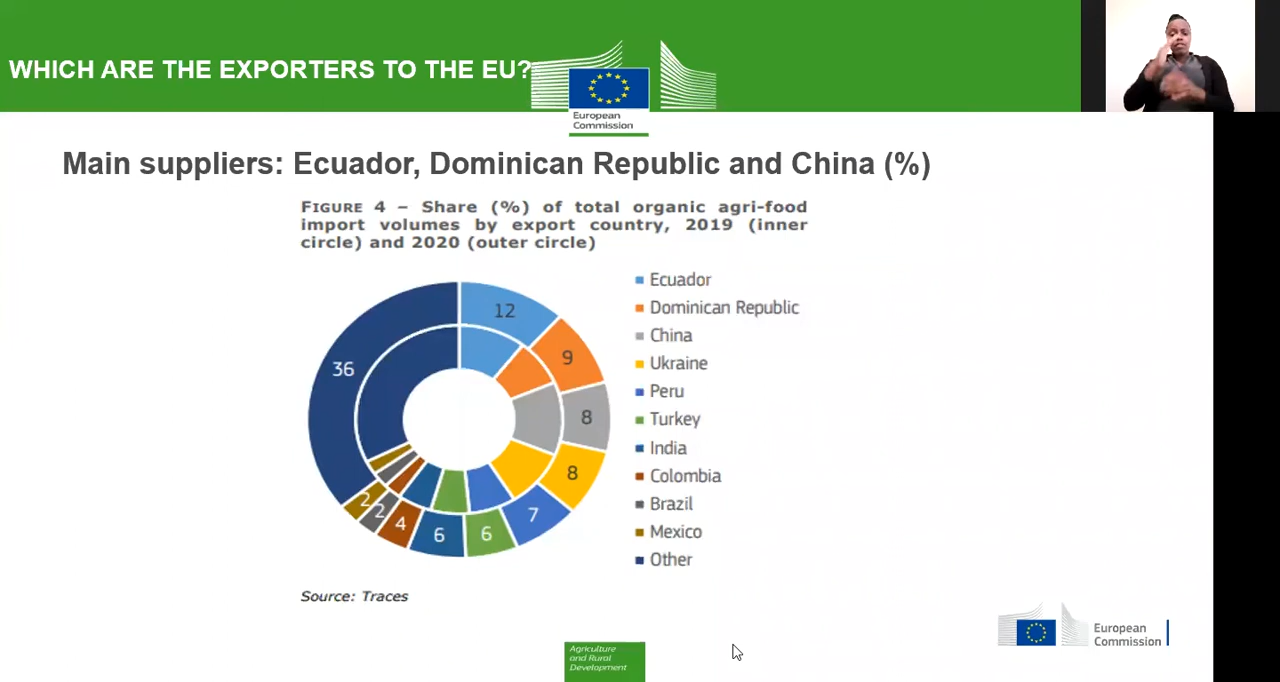 WHICH ARE THE EXPORTERS TO THE EU?
European
Commission
Main suppliers: Ecuador, Dominican Republic and China (%)
FIGURE 4 – Share (%) of total organic agri-food
import volumes by export country, 2019 (inner
circle) and 2020 (outer circle)
12
9
8
8
7
6
6
4
2
2
36
Ecuador
Dominican Republic
China
Ukraine
Peru
Turkey
India
Colombia
Brazil
Mexico
Other
Source: Traces
Agriculture
and Rural
Development
European
Commission